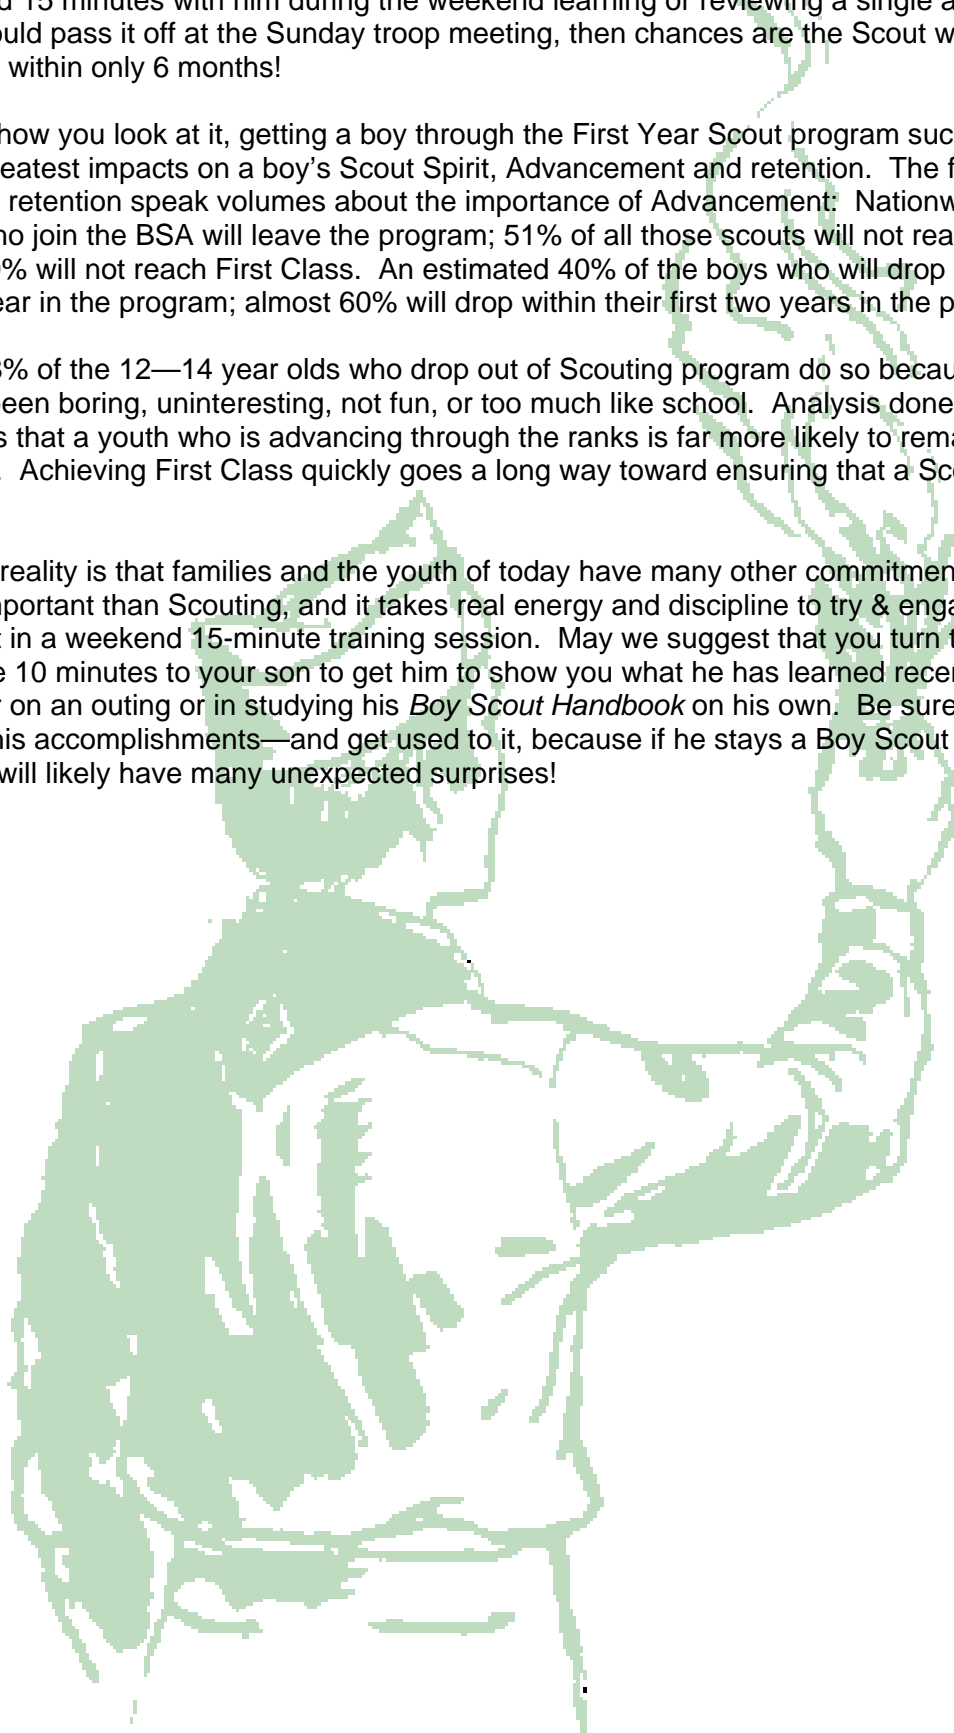 15 minutes with him during the weekend learning or reviewing a single
ould pass it off at the Sunday troop meeting, then chances are the Scout w
within only 6 months!
how you look at it, getting a boy through the First Year Scout program suc
eatest impacts on a boy's Scout Spirit, Advancement and retention.  The f
retention speak volumes about the importance of Advancement:  Nationw
no join the BSA will leave the program; 51% of all those scouts will not rea
% will not reach First Class.  An estimated 40% of the boys who will drop
ear in the program; almost 60% will drop within their first two years in the p
% of the 12—14 year olds who drop out of Scouting program do so becau
been boring, uninteresting, not fun, or too much like school.  Analysis done
s that a youth who is advancing through the ranks is far more likely to rema
.  Achieving First Class quickly goes a long way toward ensuring that a Sco
reality is that families and the youth of today have many other commitmen
mportant than Scouting, and it takes real energy and discipline to try & enga
t in a weekend 15-minute training session.  May we suggest that you turn t
e 10 minutes to your son to get him to show you what he has learned recen
r on an outing or in studying his Boy Scout Handbook on his own.  Be sure
his accomplishments—and get used to it, because if he stays a Boy Scout
will likely have many unexpected surprises!